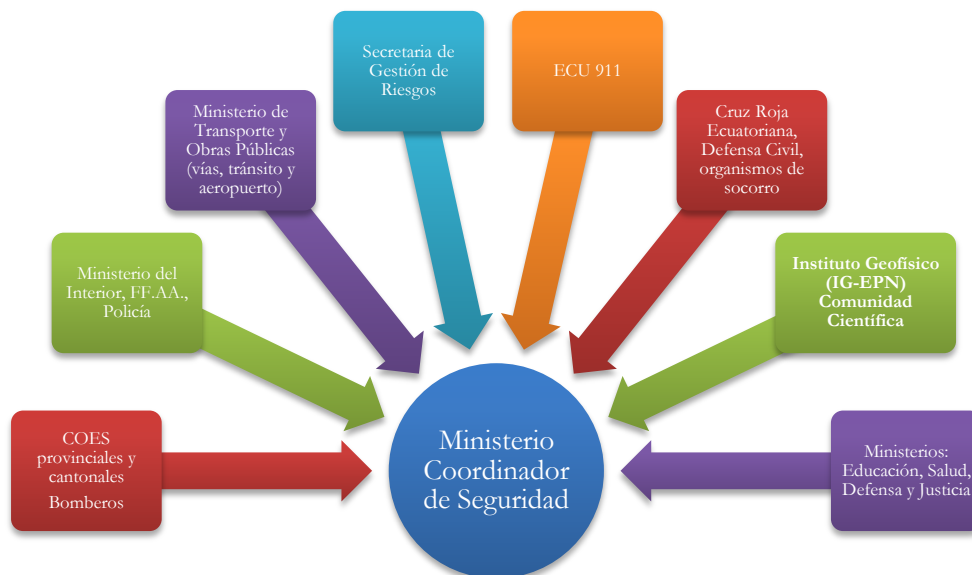 Secretaria de
Gestión de
Riesgos
ECU 911
Ministerio de
Transporte y
Obras Públicas
(vías, tránsito y
aeropuerto)
Cruz Roja
Ecuatoriana,
Defensa Civil,
organismos de
socorro
Ministerio del
Interior, FF.AA.,
Policía
Instituto Geofísico
(IG-EPN)
Comunidad
Científica
COES
provinciales y
cantonales
Bomberos
Ministerio
Coordinador
de Seguridad
Ministerios:
Educación, Salud,
Defensa y Justicia